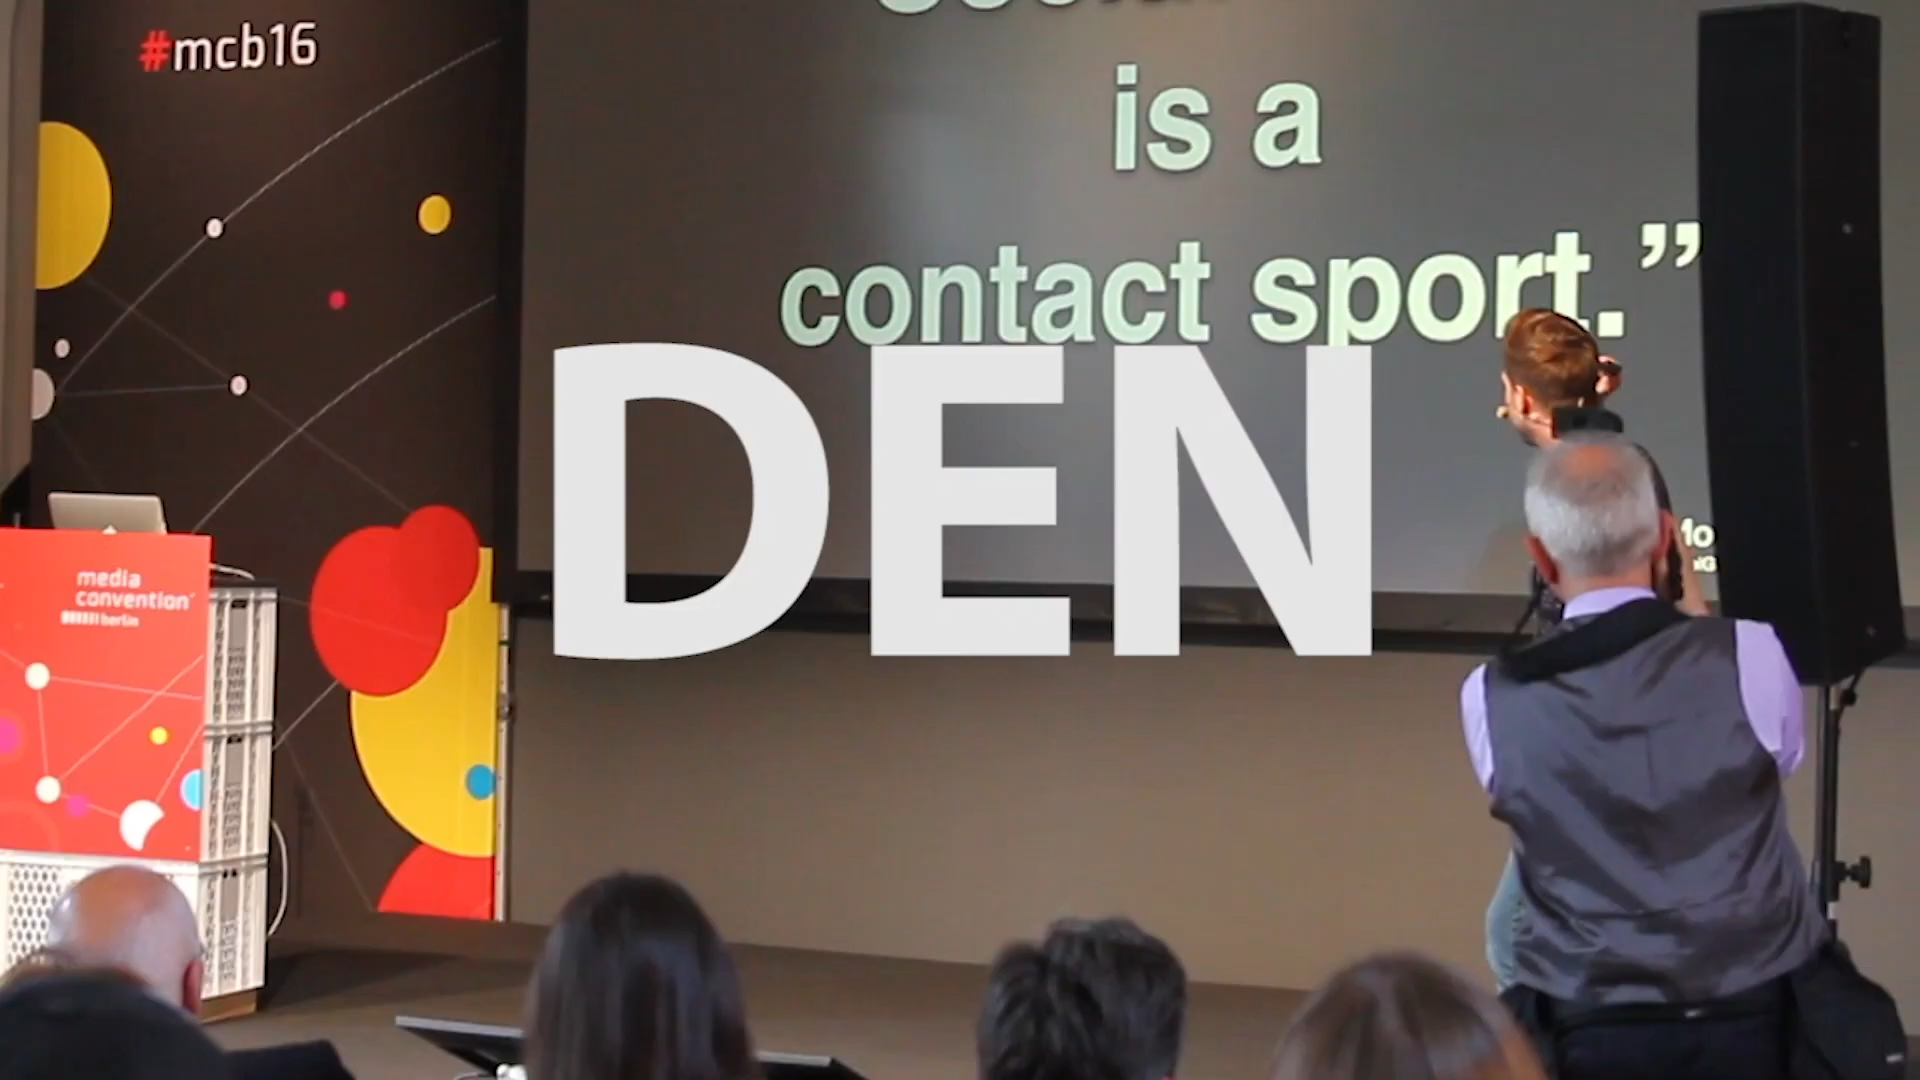 #mcb16
is a
contact sport.”
DEN
media
convention
berlin